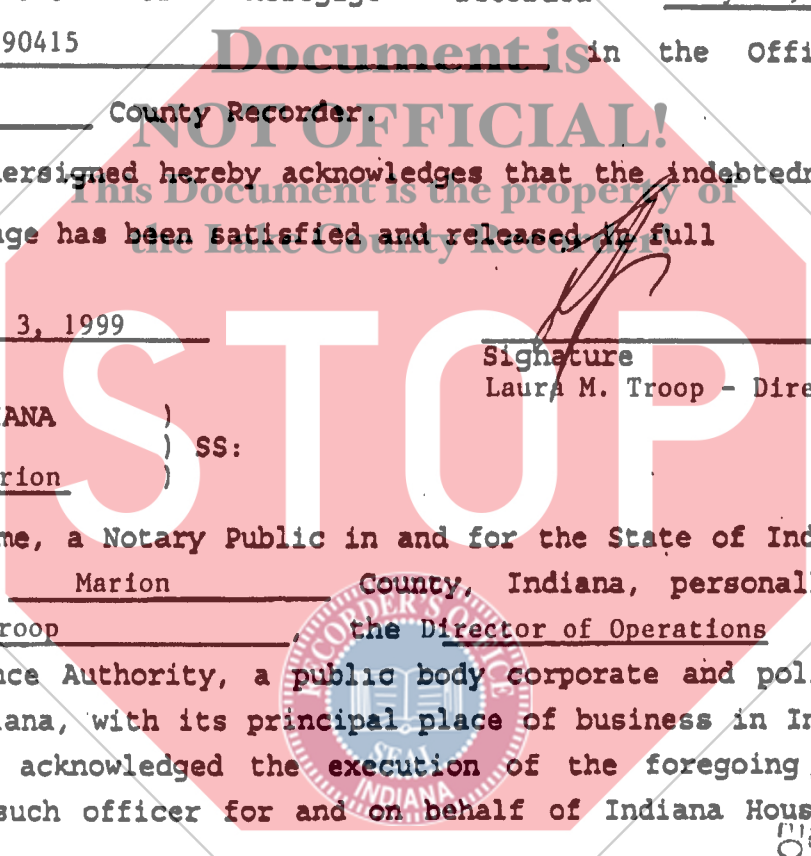 90415 in the Offi
County Recorder.
ersigned hereby acknowledges that the indebtedn
age has been satisfied and released in full
3, 1999
Signature
Laura M. Troop - Dire
IANA )
) SS:
rion )
me, a Notary Public in and for the State of Ind
Marion County, Indiana, personall
roop , the Director of Operations
nce Authority, a public body corporate and pol
iana, with its principal place of business in In
acknowledged the execution of the foregoing
such officer for and on behalf of Indiana Hous
Document is
NOT OFFICIAL!
This Document is the property of
the Lake County Recorder!
STOP
RECORDER'S OFFICE
SEAL
INDIANA